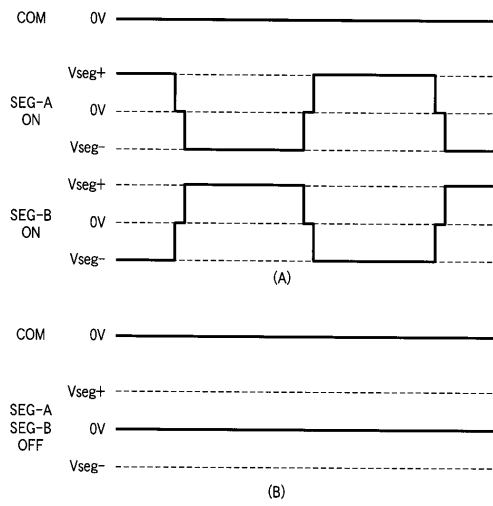 COM 0V
Vseg+
SEG-A
ON
0V
Vseg-
Vseg+
SEG-B
ON
0V
Vseg-
(A)
COM 0V
Vseg+
SEG-A
SEG-B
OFF
0V
Vseg-
(B)